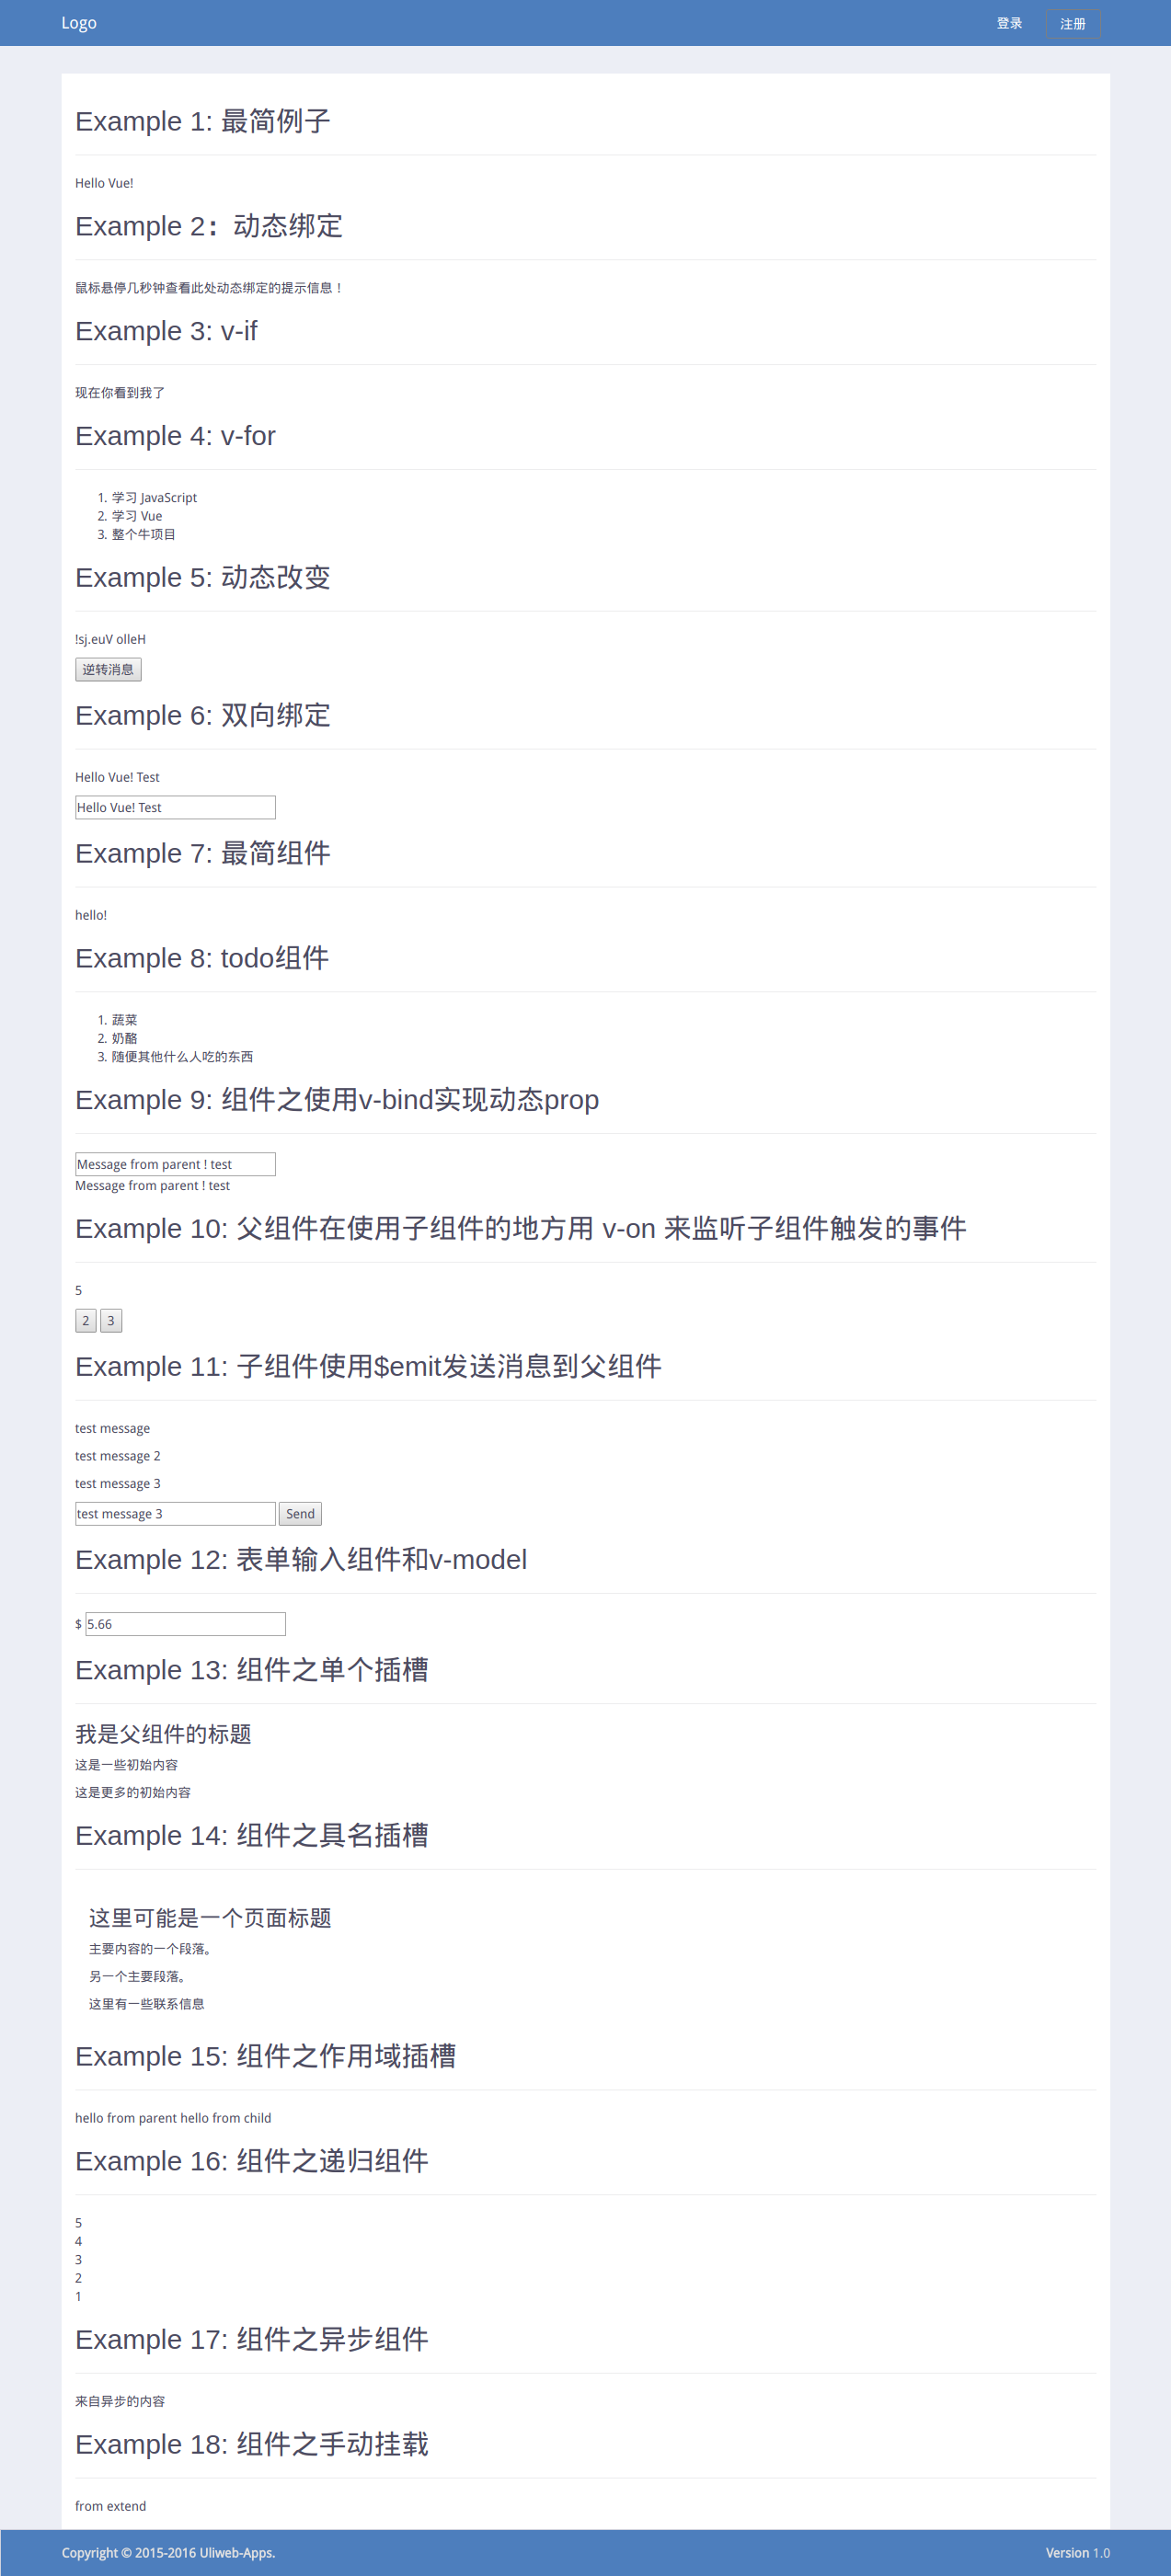 Logo 登录 注册
Example 1: 最简例子
Hello Vue!
Example 2：动态绑定
鼠标悬停几秒钟查看此处动态绑定的提示信息！
Example 3: v-if
现在你看到我了
Example 4: v-for
1. 学习 JavaScript
2. 学习 Vue
3. 整个牛项目
Example 5: 动态改变
!sj.euV olleH
逆转消息
Example 6: 双向绑定
Hello Vue! Test
Hello Vue! Test
Example 7: 最简组件
hello!
Example 8: todo组件
1. 蔬菜
2. 奶酪
3. 随便其他什么人吃的东西
Example 9: 组件之使用v-bind实现动态prop
Message from parent ! test
Message from parent ! test
Example 10: 父组件在使用子组件的地方用 v-on 来监听子组件触发的事件
5
2 3
Example 11: 子组件使用$emit发送消息到父组件
test message
test message 2
test message 3
test message 3 Send
Example 12: 表单输入组件和v-model
$ 5.66
Example 13: 组件之单个插槽
我是父组件的标题
这是一些初始内容
这是更多的初始内容
Example 14: 组件之具名插槽
这里可能是一个页面标题
主要内容的一个段落。
另一个主要段落。
这里有一些联系信息
Example 15: 组件之作用域插槽
hello from parent hello from child
Example 16: 组件之递归组件
5
4
3
2
1
Example 17: 组件之异步组件
来自异步的内容
Example 18: 组件之手动挂载
from extend
Copyright © 2015-2016 Uliweb-Apps. Version 1.0